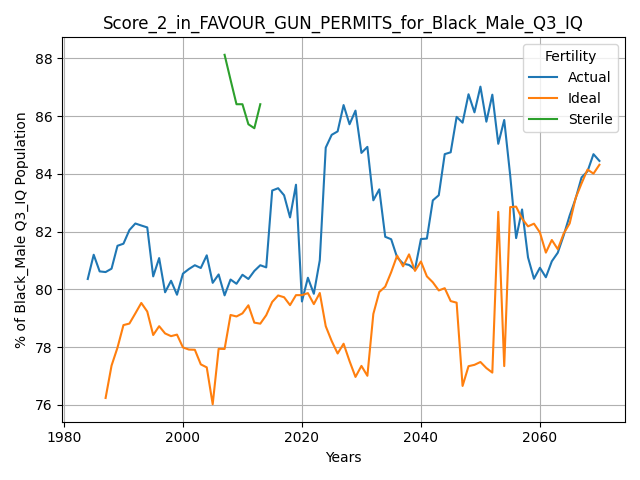 Score_2_in_FAVOUR_GUN_PERMITS_for_Black_Male_Q3_IQ
% of Black_Male Q3_IQ Population
88
86
84
82
80
78
76
Fertility
Actual
Ideal
Sterile
1980 2000 2020 2040 2060
Years